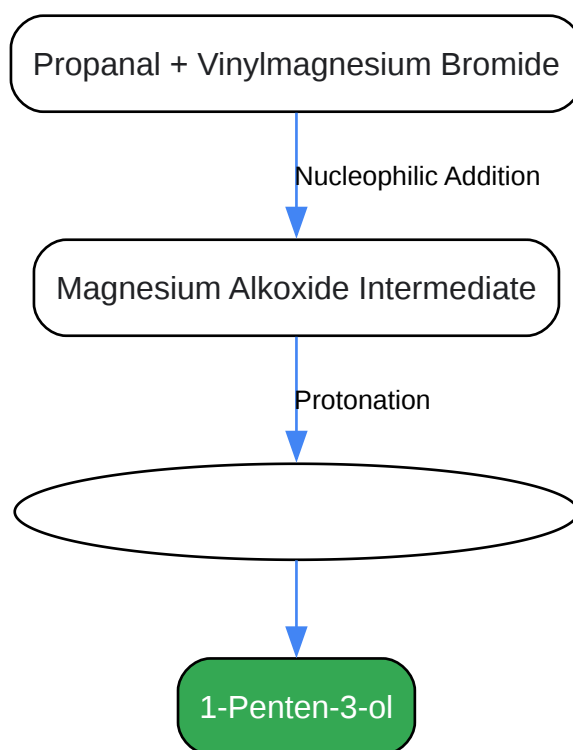 Propanal + Vinylmagnesium Bromide
Nucleophilic Addition
Magnesium Alkoxide Intermediate
Protonation
1-Penten-3-ol